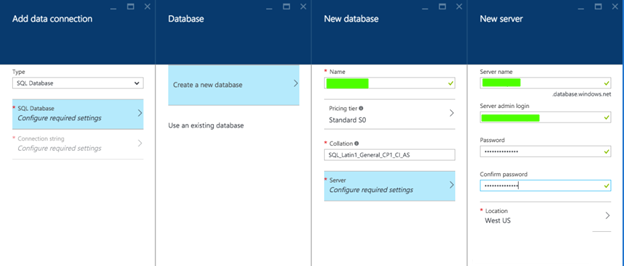 Add data connection
Type
SQL Database
* SQL Database
Configure required settings
* Connection string
Configure required settings
Database
Create a new database
Use an existing database
New database
* Name
Pricing tier
Standard S0
* Collation
SQL_Latin1_General_CP1_CI_AS
* Server
Configure required settings
New server
Server name
.database.windows.net
Server admin login
Password
Confirm password
* Location
West US